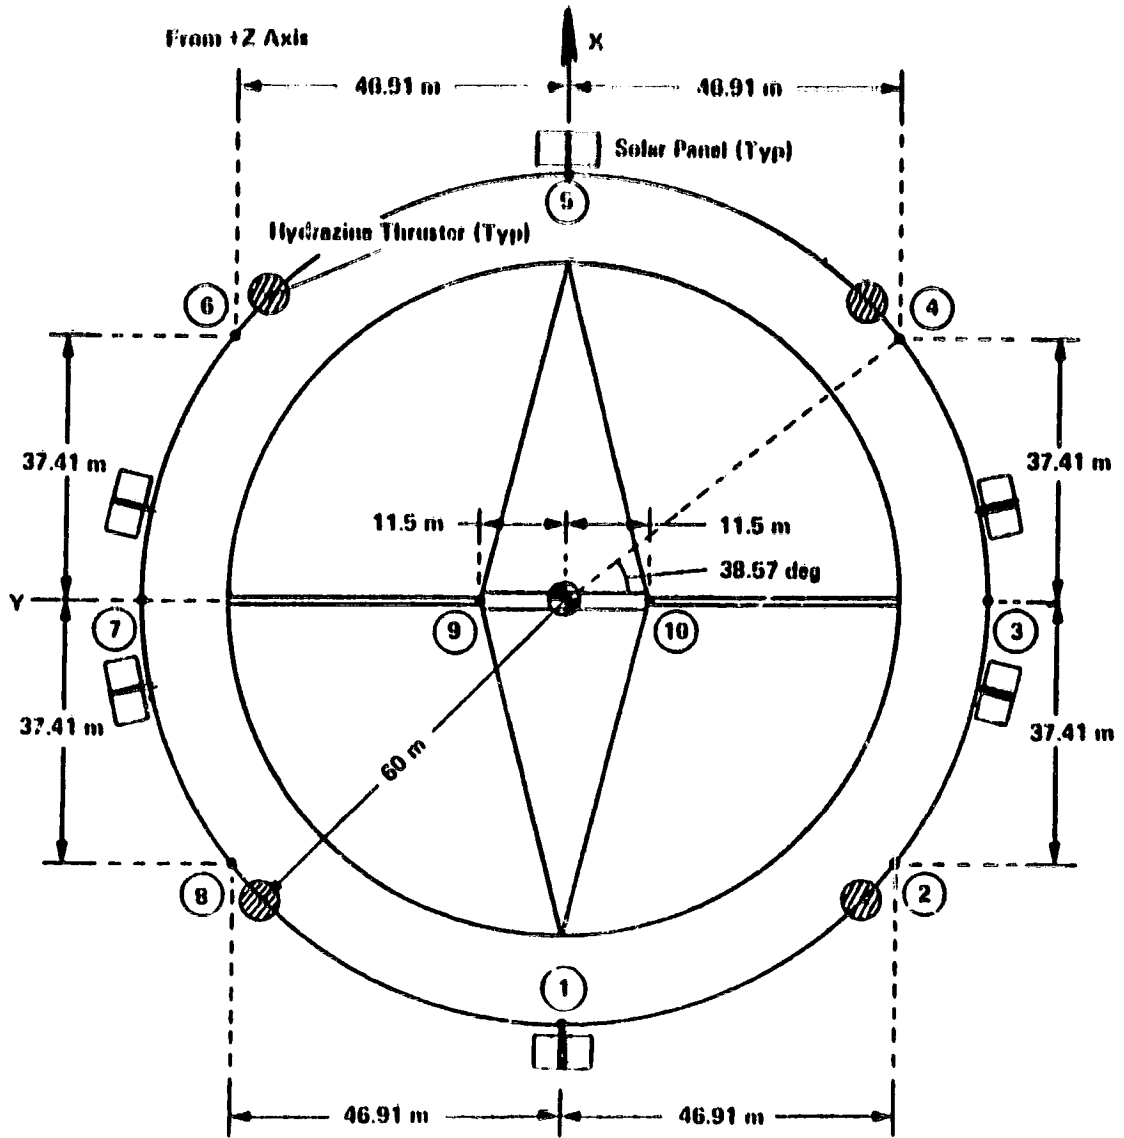 From +Z Axis
X
46.91 m
46.91 m
Solar Panel (Typ)
5
Hydrazine Thrustor (Typ)
6
4
37.41 m
37.41 m
11.5 m
11.5 m
38.57 deg
Y
7
9
10
3
37.41 m
37.41 m
60 m
8
2
1
46.91 m
46.91 m